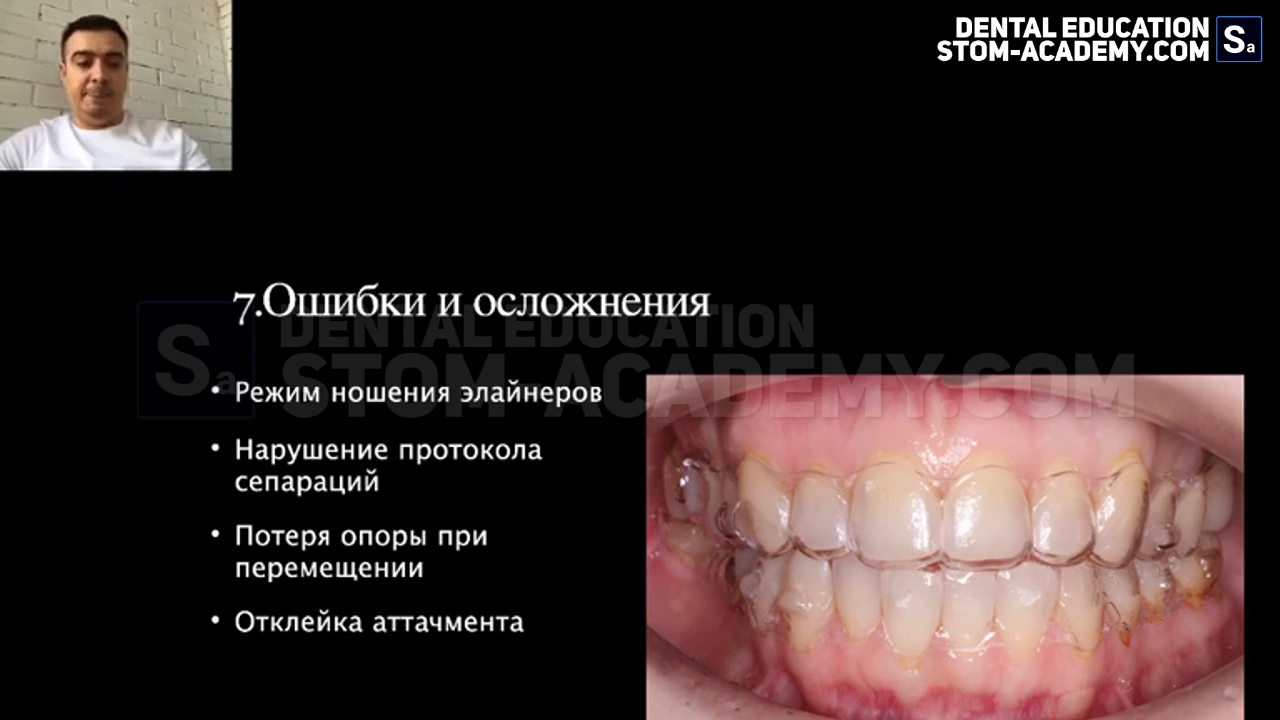 DENTAL EDUCATION
STOM-ACADEMY.COM
Sa
7.Ошибки и осложнения
DENTAL EDUCATION
STOM-ACADEMY.COM
Sa
• Режим ношения элайнеров
• Нарушение протокола
сепараций
• Потеря опоры при
перемещении
• Отклейка аттачмента